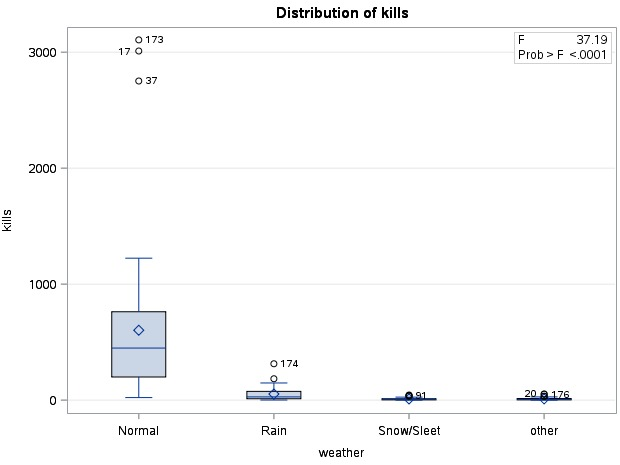 Distribution of kills
F 37.19
Prob > F <.0001
kills
3000
2000
1000
0
173
17
37
174
91
20
176
Normal
Rain
Snow/Sleet
other
weather